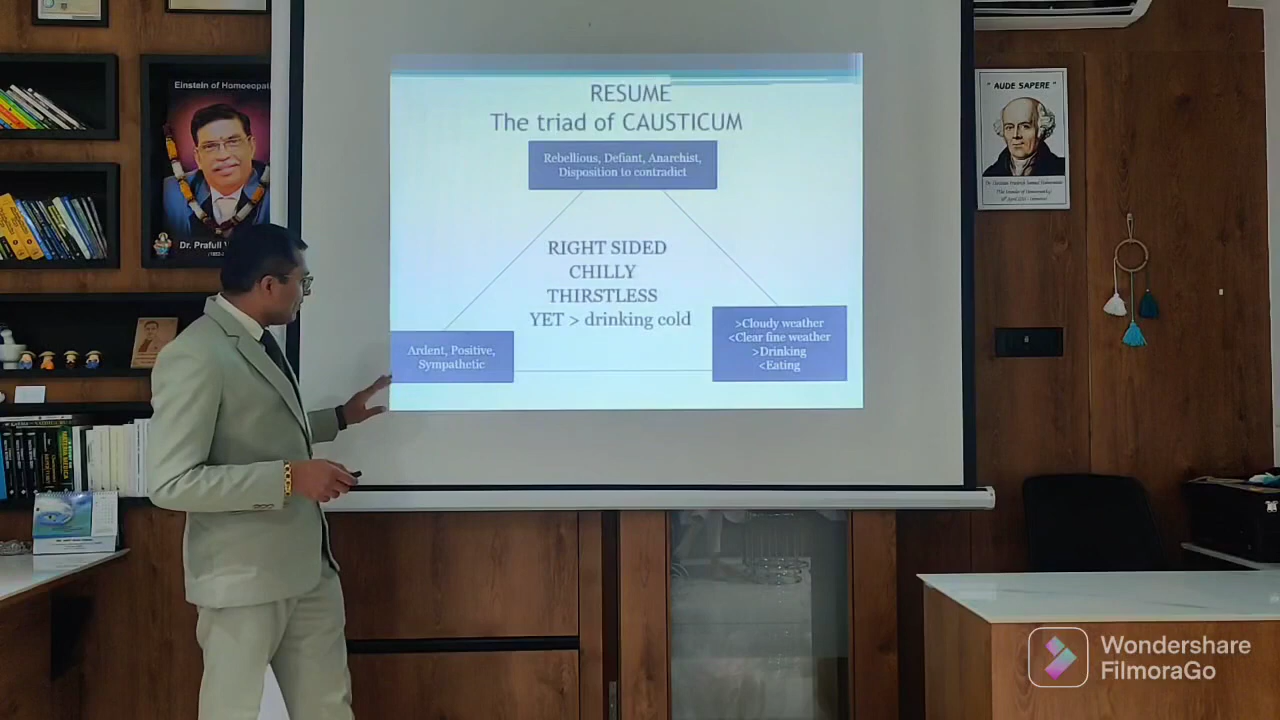 RESUME
The triad of CAUSTICUM
Rebellious, Defiant, Anarchist,
Disposition to contradict
RIGHT SIDED
CHILLY
THIRSTLESS
YET > drinking cold
>Cloudy weather
<Clear fine weather
>Drinking
<Eating
Ardent, Positive,
Sympathetic
Einstein of Homoeopat
Dr. Prafull
" AUDE SAPERE "
Wondershare
FilmoraGo